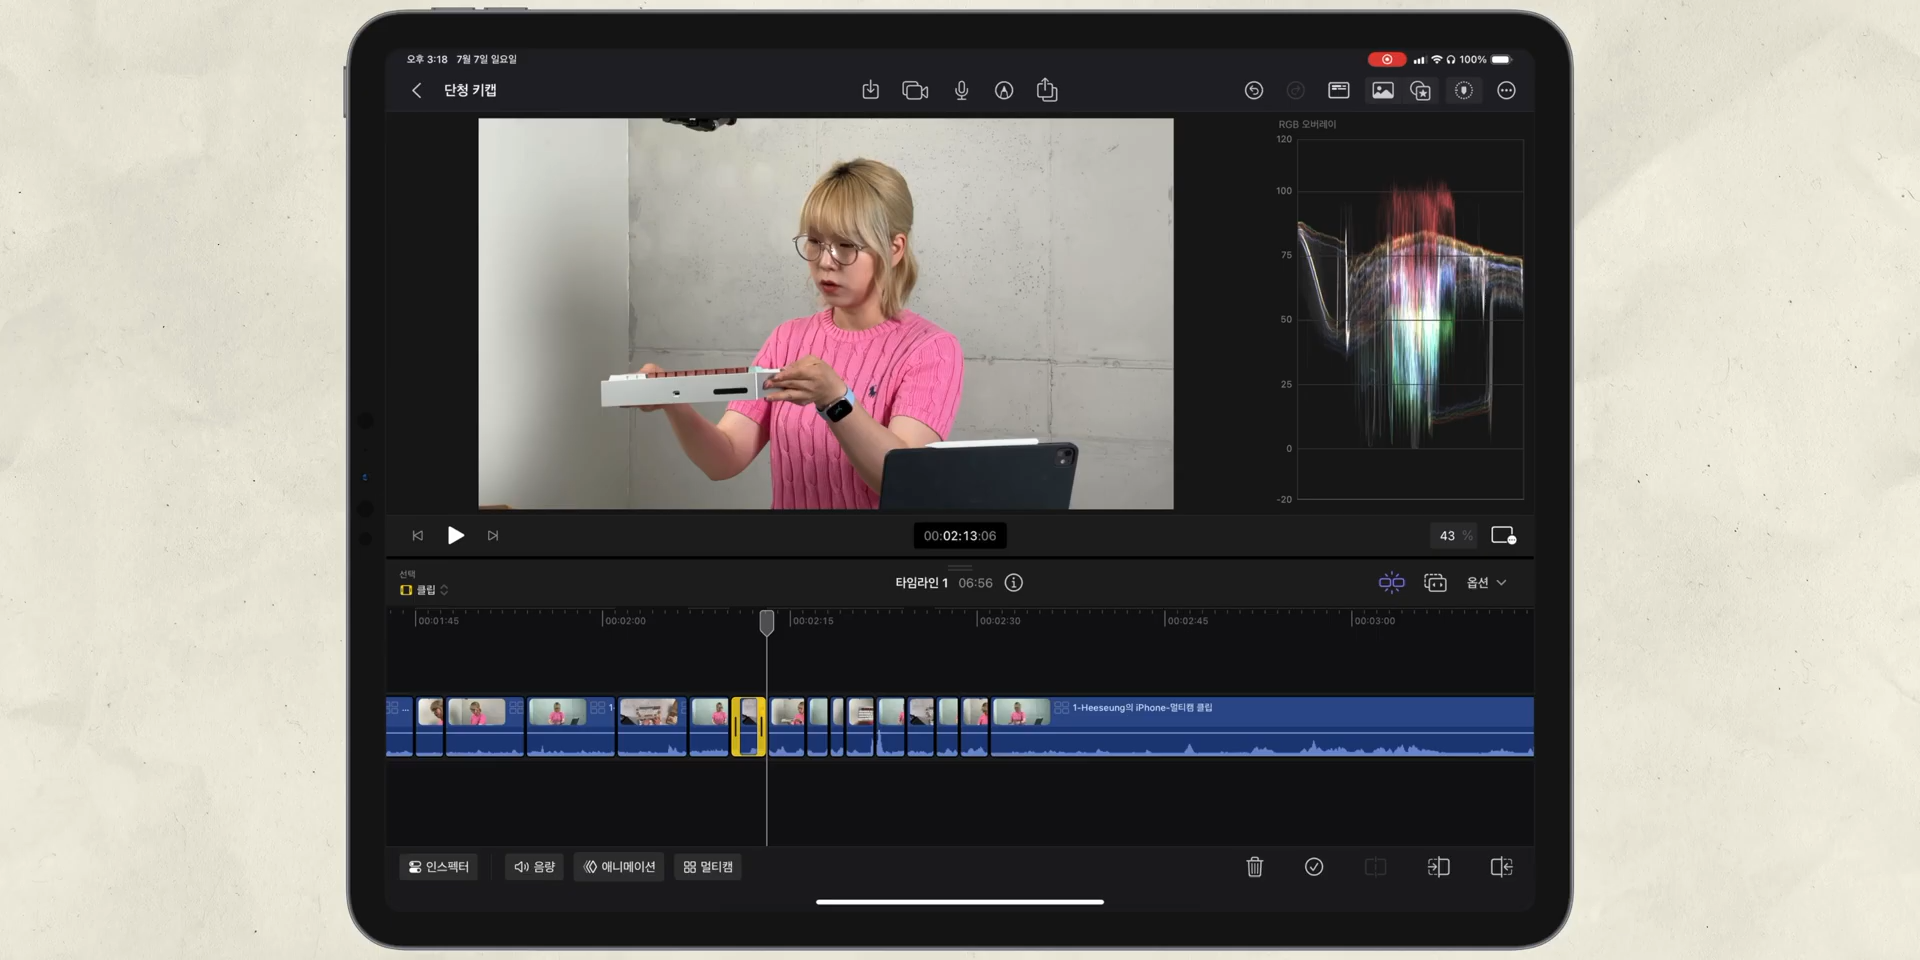 오후 3:18 7월 7일 일요일
100%
단청 키캡
RGB 오버레이
120
100
75
50
25
0
-20
00:02:13:06
43 %
선택
클립
타임라인 1 06:56
옵션
00:01:45
00:02:00
00:02:15
00:02:30
00:02:45
00:03:00
...
1-
1-Heeseung의 iPhone-멀티캠 클립
인스펙터
음량
애니메이션
멀티캠